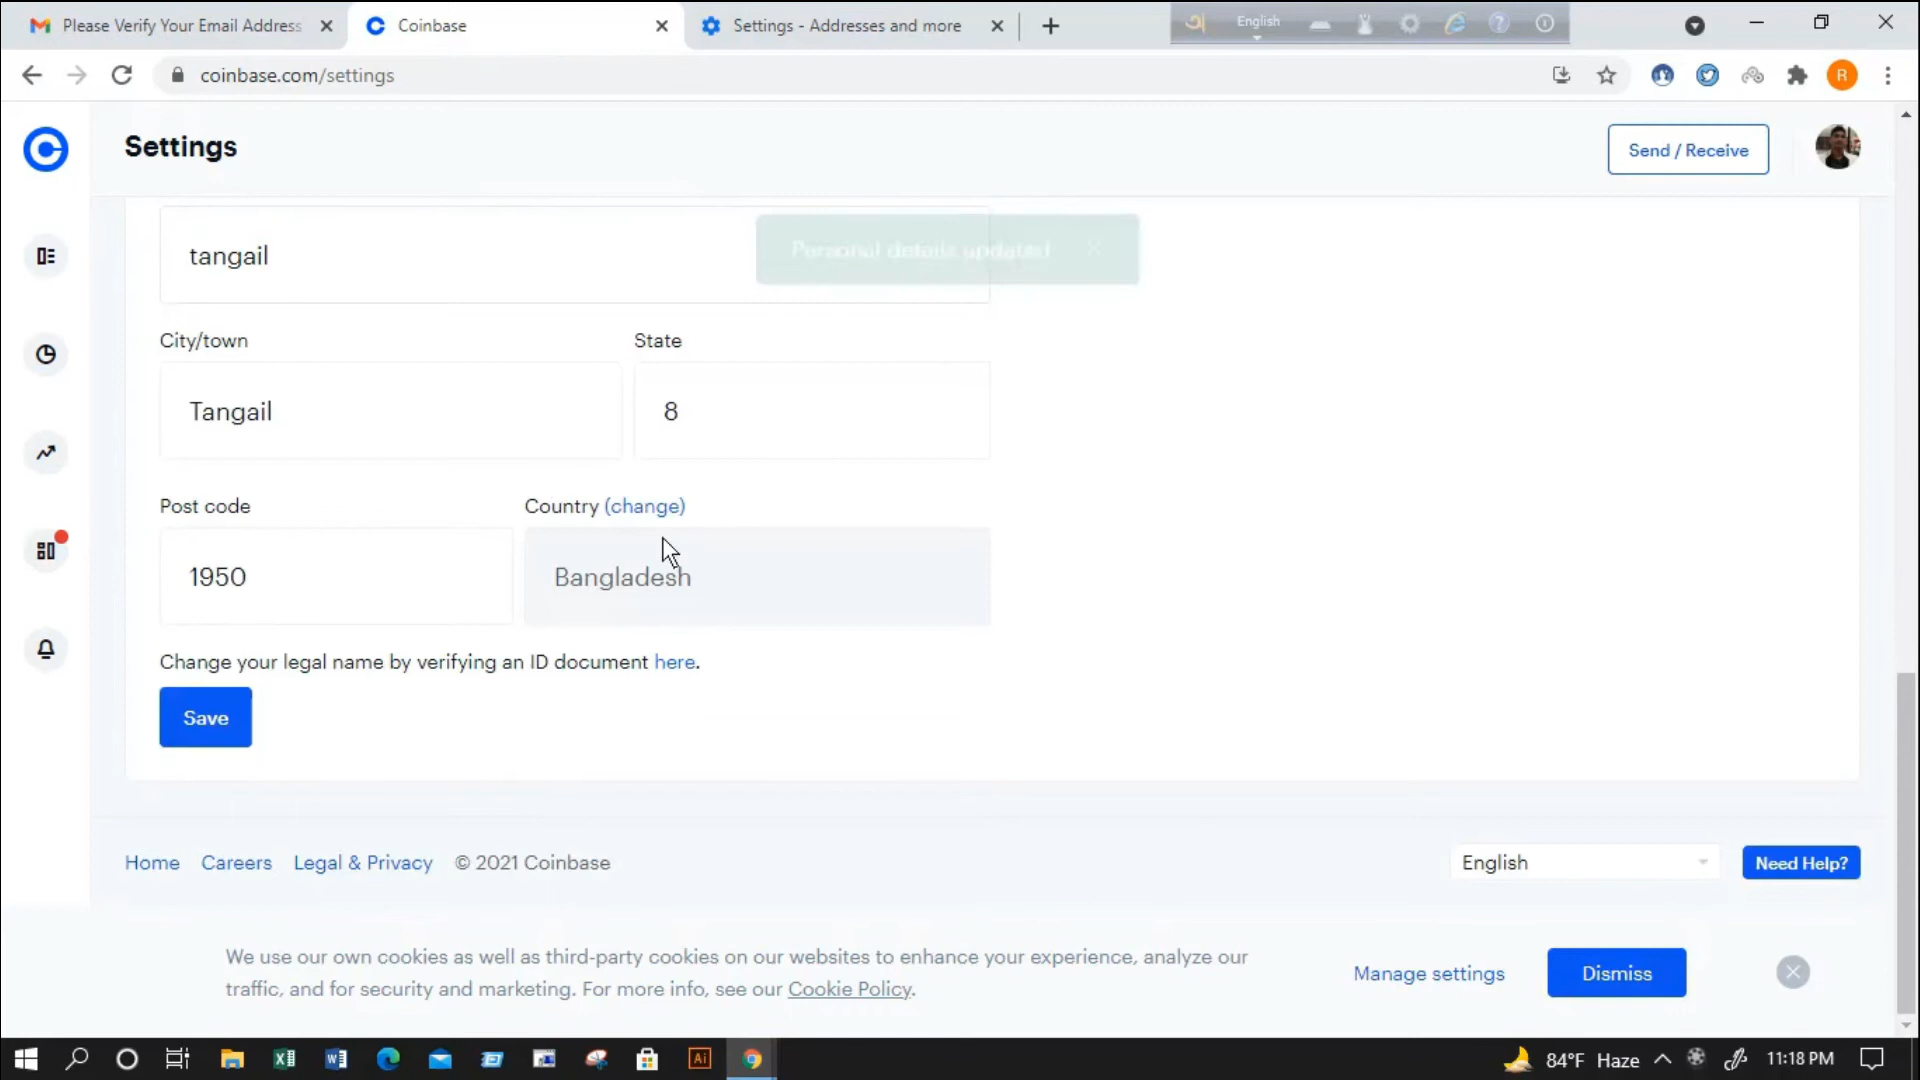 Please Verify Your Email Address
Coinbase
Settings - Addresses and more
English
coinbase.com/settings
R
Settings
Send / Receive
tangail
Personal details updated
City/town
State
Tangail
8
Post code
Country (change)
1950
Bangladesh
Change your legal name by verifying an ID document here.
Save
Home
Careers
Legal & Privacy
© 2021 Coinbase
English
Need Help?
We use our own cookies as well as third-party cookies on our websites to enhance your experience, analyze our
traffic, and for security and marketing. For more info, see our Cookie Policy.
Manage settings
Dismiss
Ai
84°F Haze
11:18 PM